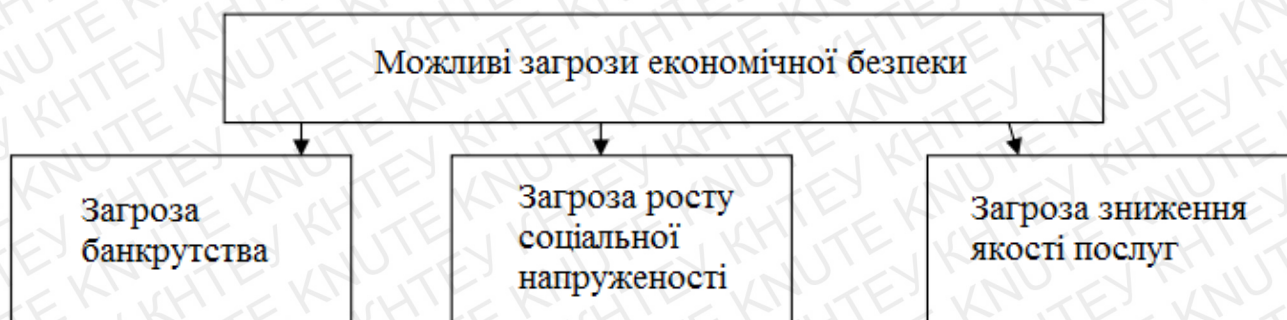 Можливі загрози економічної безпеки
Загроза
банкрутства
Загроза росту
соціальної
напруженості
Загроза зниження
якості послуг